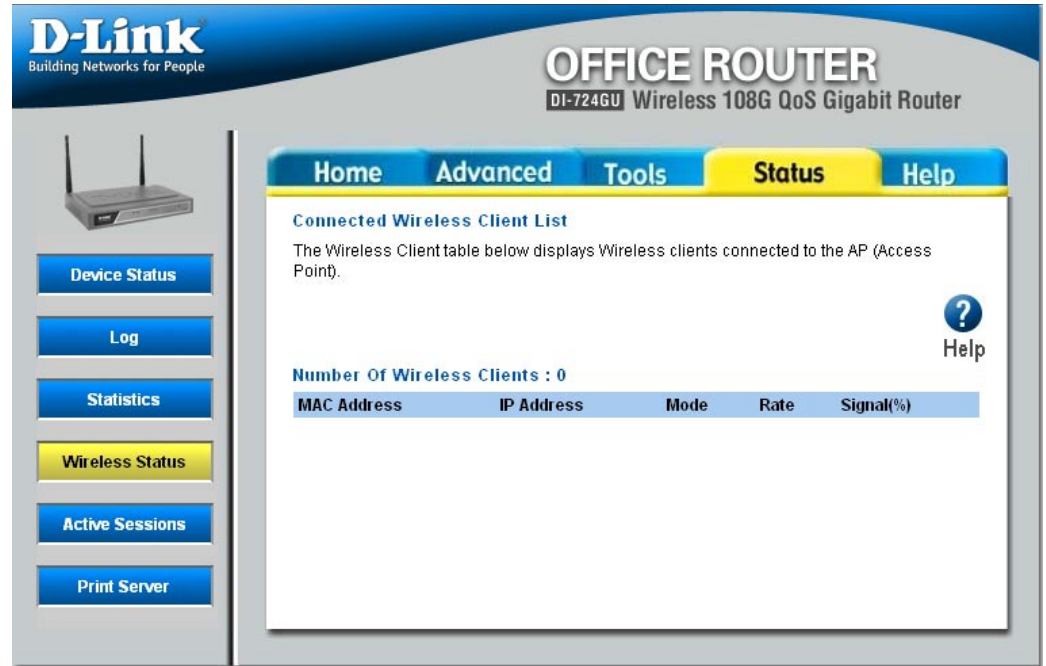 D-Link
Building Networks for People
OFFICE ROUTER
DI-724GU Wireless 108G QoS Gigabit Router
Home Advanced Tools Status Help
Device Status
Log
Statistics
Wireless Status
Active Sessions
Print Server
Connected Wireless Client List
The Wireless Client table below displays Wireless clients connected to the AP (Access
Point).
Help
Number Of Wireless Clients : 0
MAC Address IP Address Mode Rate Signal(%)